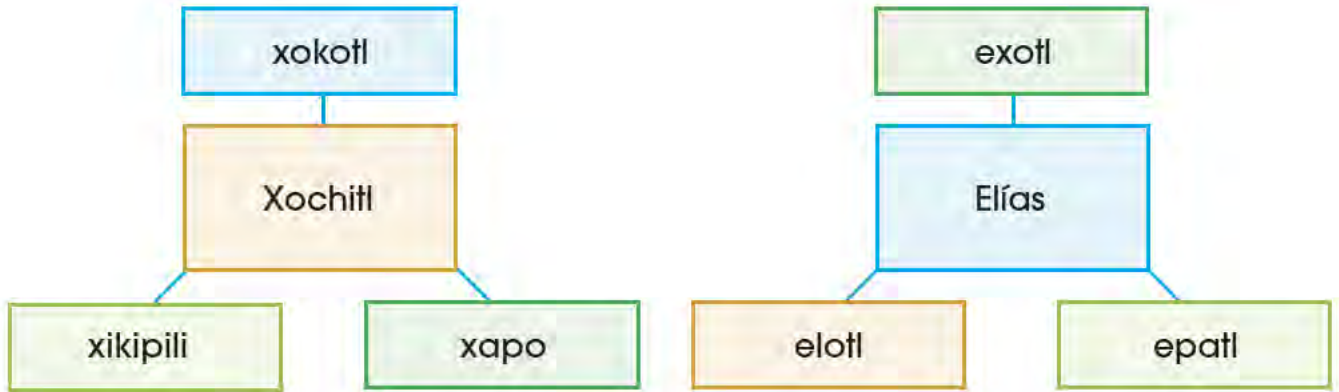 xokotl
Xochitl
xikipili
xapo
exotl
Elías
elotl
epatl